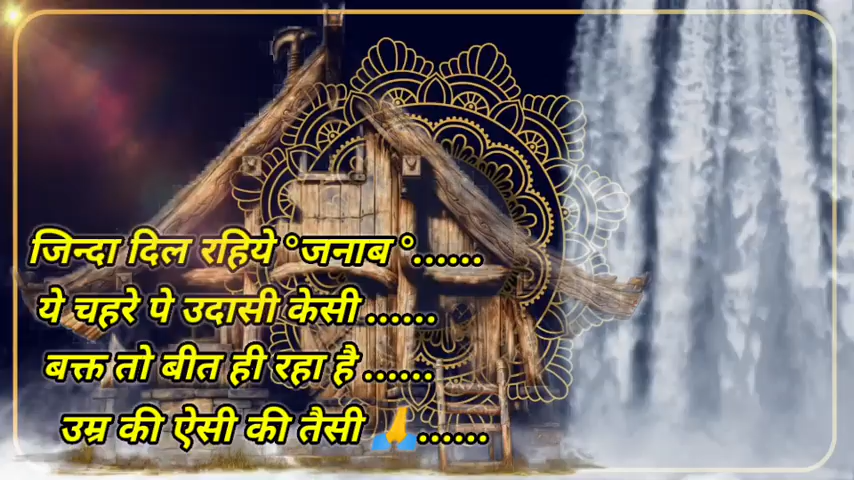 जिन्दा दिल रहिये °जनाब °......
ये चहरे पे उदासी केसी ......
बक्त तो बीत ही रहा है ......
उम्र की ऐसी की तैसी 🙏......